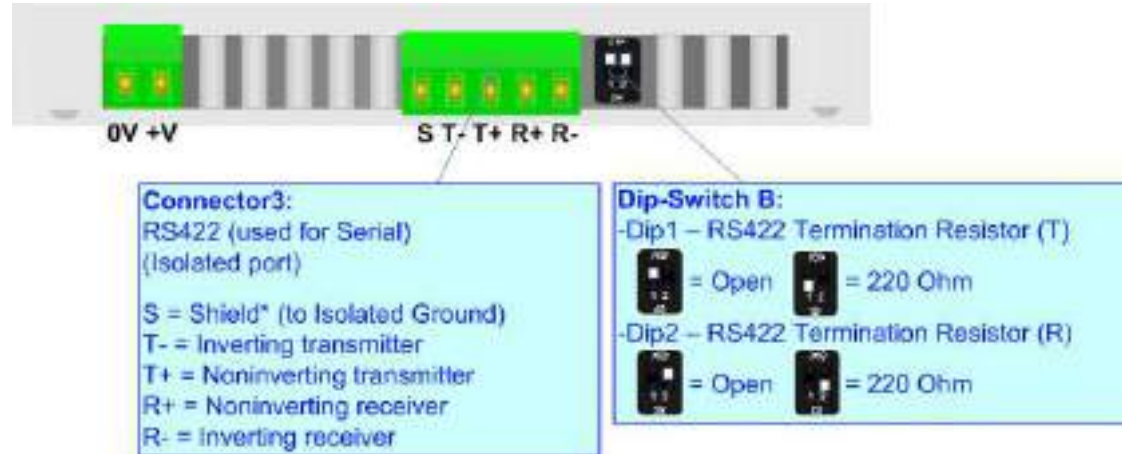 0V +V
S T- T+ R+ R-
Connector3:
RS422 (used for Serial)
(Isolated port)
S = Shield* (to Isolated Ground)
T- = Inverting transmitter
T+ = Noninverting transmitter
R+ = Noninverting receiver
R- = Inverting receiver
Dip-Switch B:
-Dip1 – RS422 Termination Resistor (T)
= Open = 220 Ohm
-Dip2 – RS422 Termination Resistor (R)
= Open = 220 Ohm